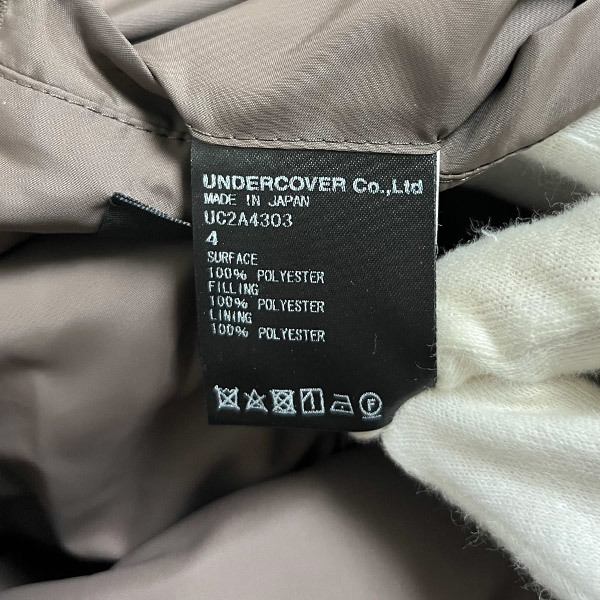 UNDERCOVER Co.,Ltd
MADE IN JAPAN
UC2A4303
4
SURFACE
100% POLYESTER
FILLING
100% POLYESTER
LINING
100% POLYESTER
F